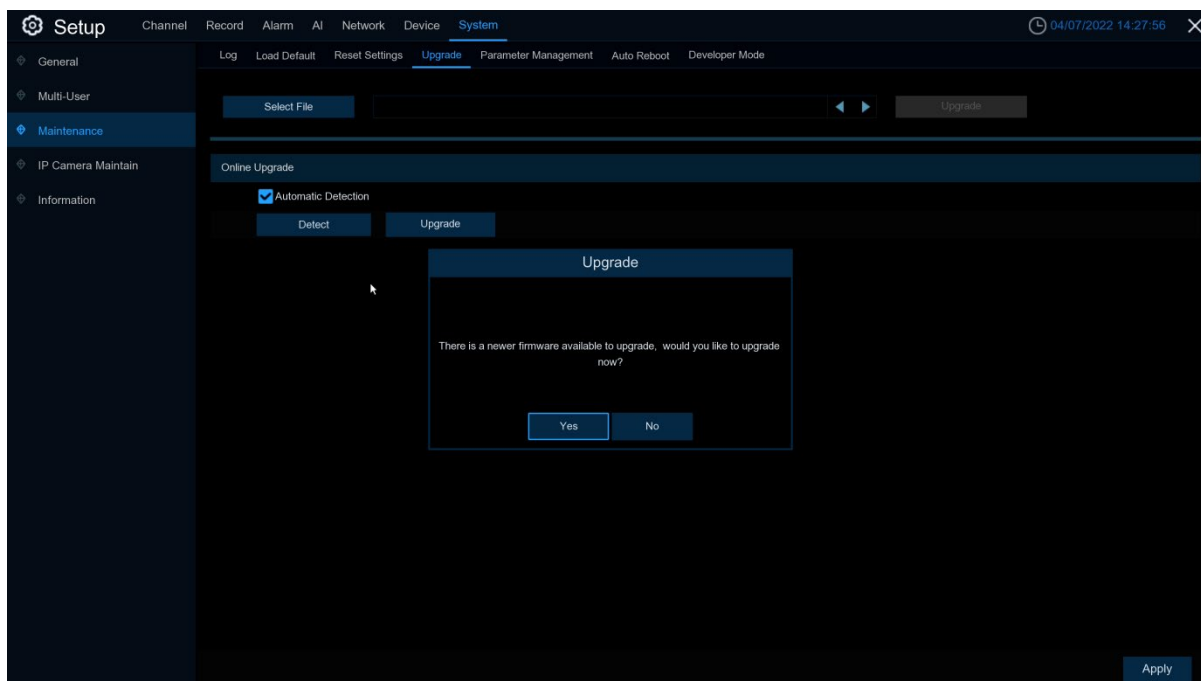 Setup Channel Record Alarm AI Network Device System 04/07/2022 14:27:56
General
Multi-User
Maintenance
IP Camera Maintain
Information
Log Load Default Reset Settings Upgrade Parameter Management Auto Reboot Developer Mode
Select File Upgrade
Online Upgrade
Automatic Detection
Detect Upgrade
Upgrade
There is a newer firmware available to upgrade, would you like to upgrade
now?
Yes No
Apply